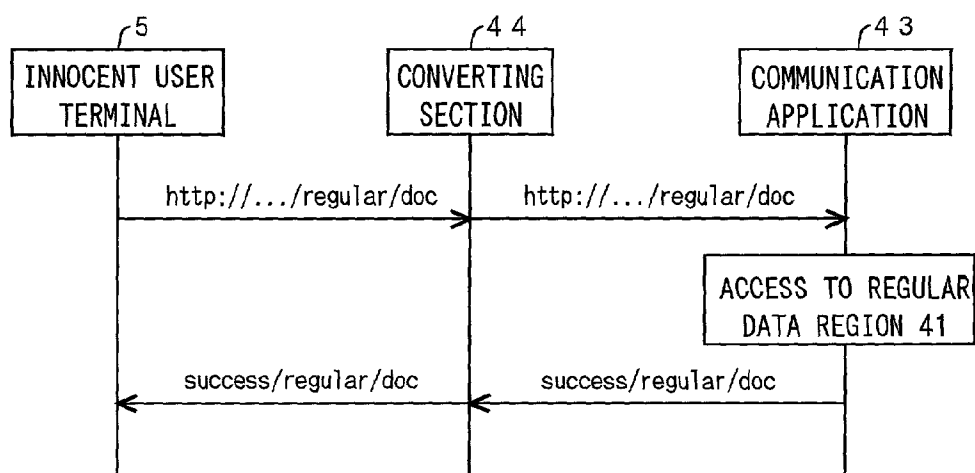 5
44
43
INNOCENT USER
TERMINAL
CONVERTING
SECTION
COMMUNICATION
APPLICATION
http://.../regular/doc
http://.../regular/doc
ACCESS TO REGULAR
DATA REGION 41
success/regular/doc
success/regular/doc